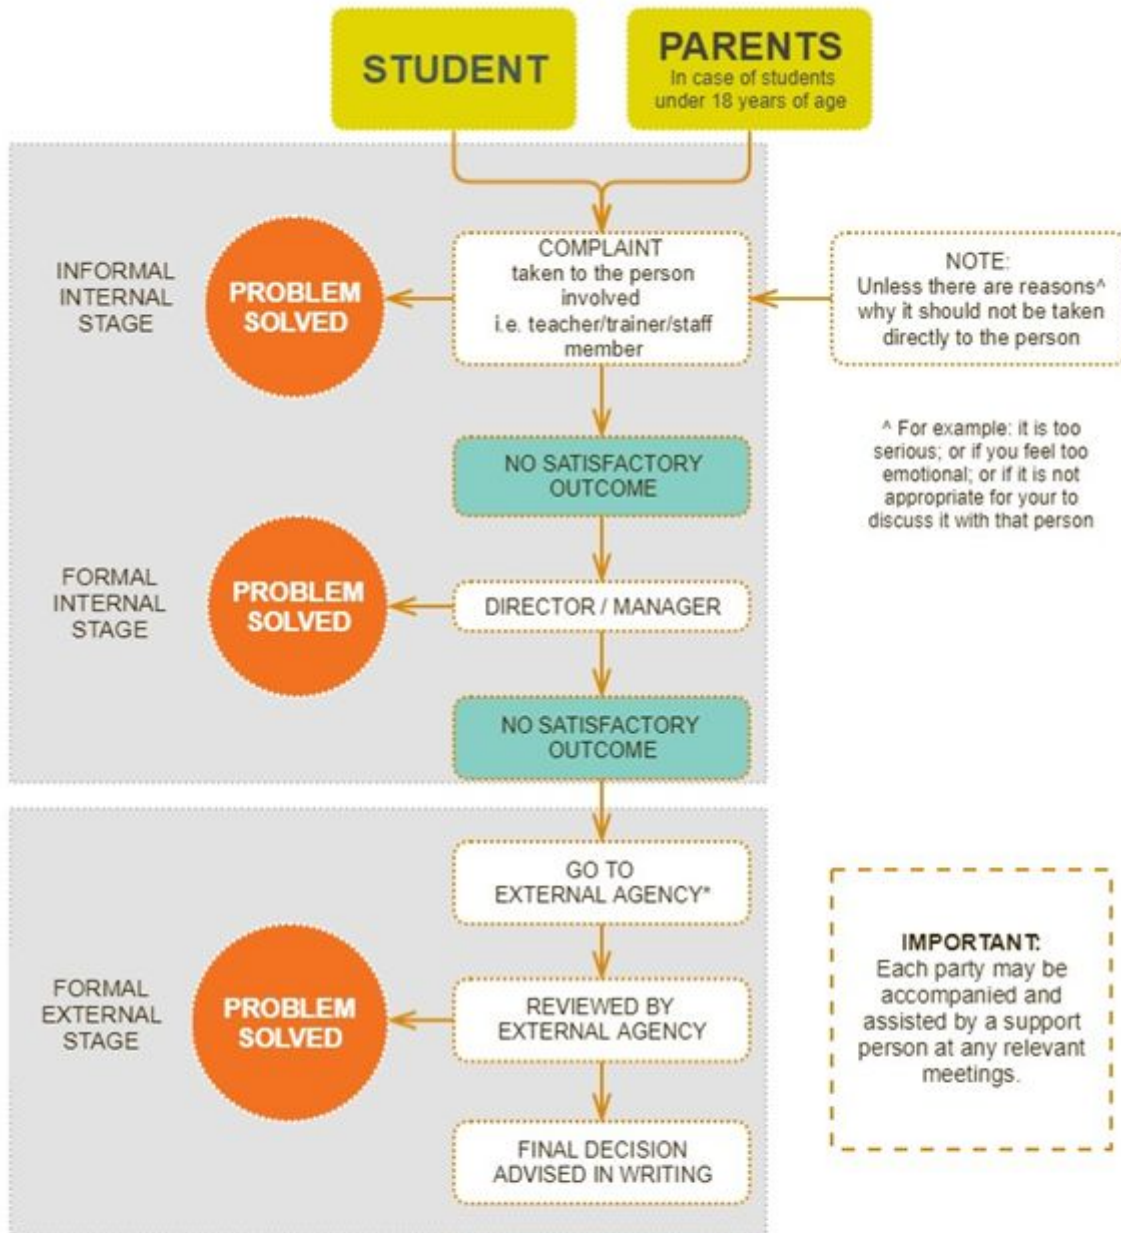 STUDENT
PARENTS
In case of students
under 18 years of age
INFORMAL
INTERNAL
STAGE
PROBLEM
SOLVED
COMPLAINT
taken to the person
involved
i.e. teacher/trainer/staff
member
NOTE:
Unless there are reasons^
why it should not be taken
directly to the person
^ For example: it is too
serious; or if you feel too
emotional; or if it is not
appropriate for your to
discuss it with that person
NO SATISFACTORY
OUTCOME
FORMAL
INTERNAL
STAGE
PROBLEM
SOLVED
DIRECTOR / MANAGER
NO SATISFACTORY
OUTCOME
GO TO
EXTERNAL AGENCY*
FORMAL
EXTERNAL
STAGE
PROBLEM
SOLVED
REVIEWED BY
EXTERNAL AGENCY
FINAL DECISION
ADVISED IN WRITING
IMPORTANT:
Each party may be
accompanied and
assisted by a support
person at any relevant
meetings.